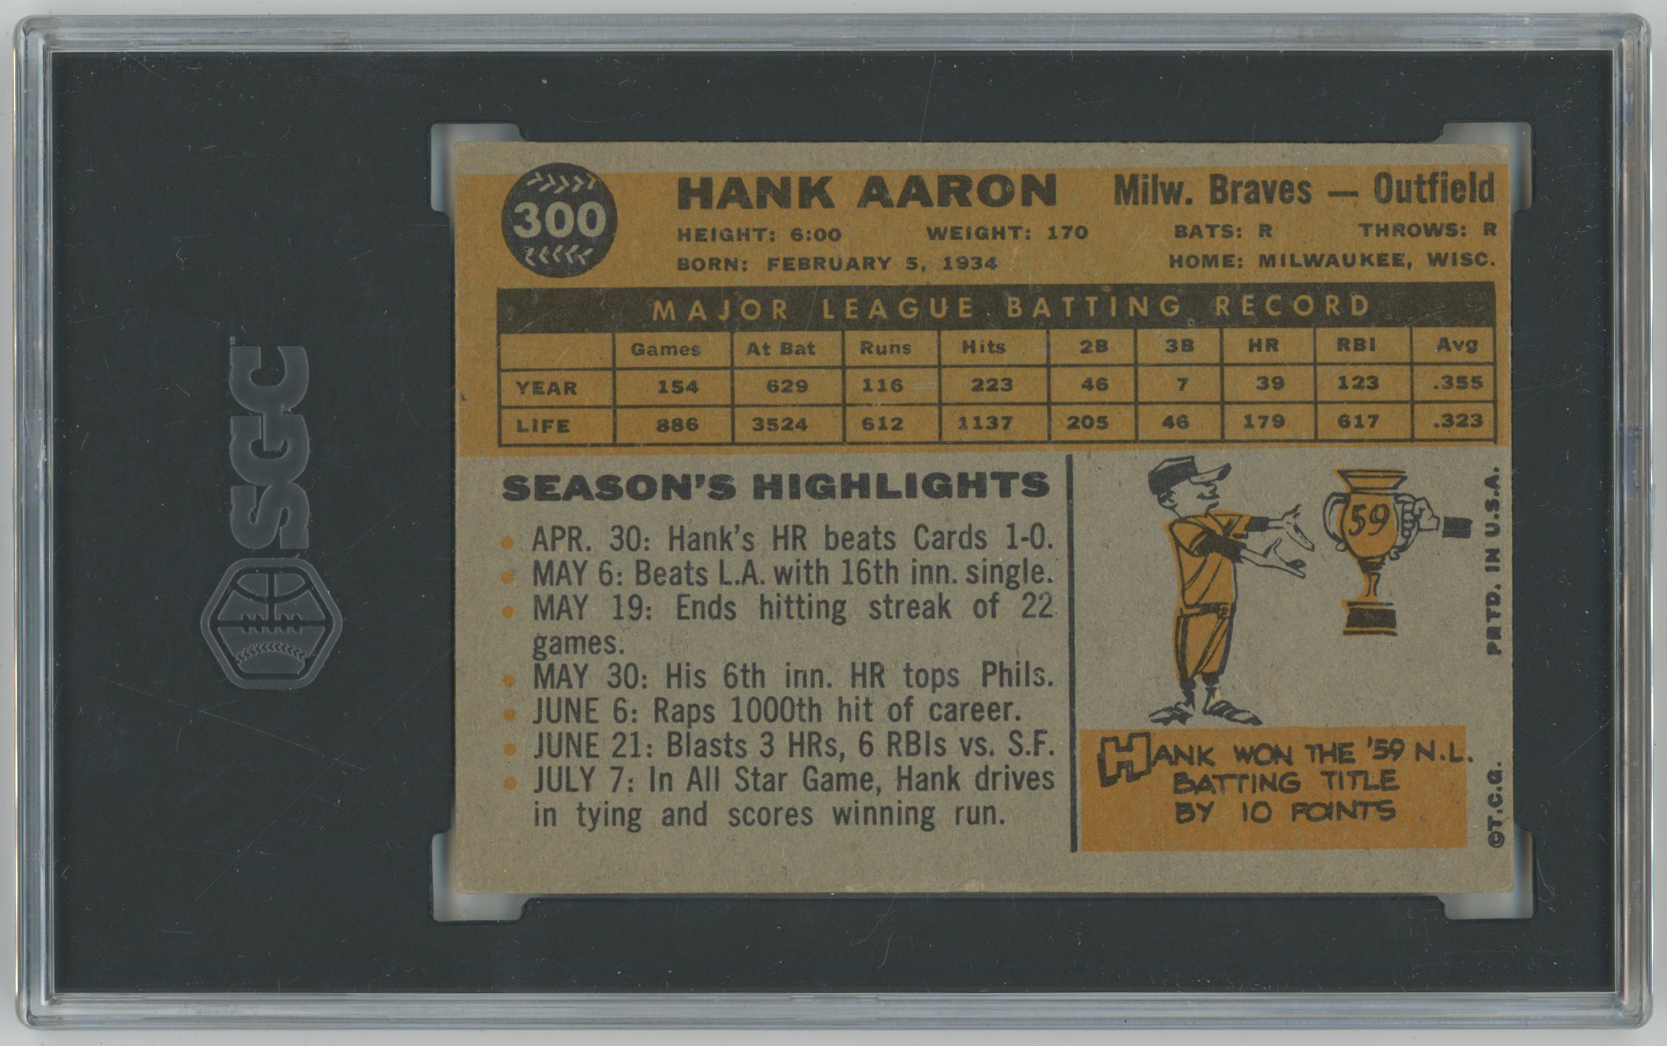 SGC
300
HANK AARON Milw. Braves — Outfield
HEIGHT: 6:00 WEIGHT: 170 BATS: R THROWS: R
BORN: FEBRUARY 5, 1934 HOME: MILWAUKEE, WISC.
MAJOR LEAGUE BATTING RECORD
Games At Bat Runs Hits 2B 3B HR RBI Avg
YEAR 154 629 116 223 46 7 39 123 .355
LIFE 886 3524 612 1137 205 46 179 617 .323
SEASON'S HIGHLIGHTS
• APR. 30: Hank's HR beats Cards 1-0.
• MAY 6: Beats L.A. with 16th inn. single.
• MAY 19: Ends hitting streak of 22
games.
• MAY 30: His 6th inn. HR tops Phils.
• JUNE 6: Raps 1000th hit of career.
• JUNE 21: Blasts 3 HRs, 6 RBIs vs. S.F.
• JULY 7: In All Star Game, Hank drives
in tying and scores winning run.
59
HANK WON THE '59 N.L.
BATTING TITLE
BY 10 POINTS
©T.C.G. PRTD. IN U.S.A.